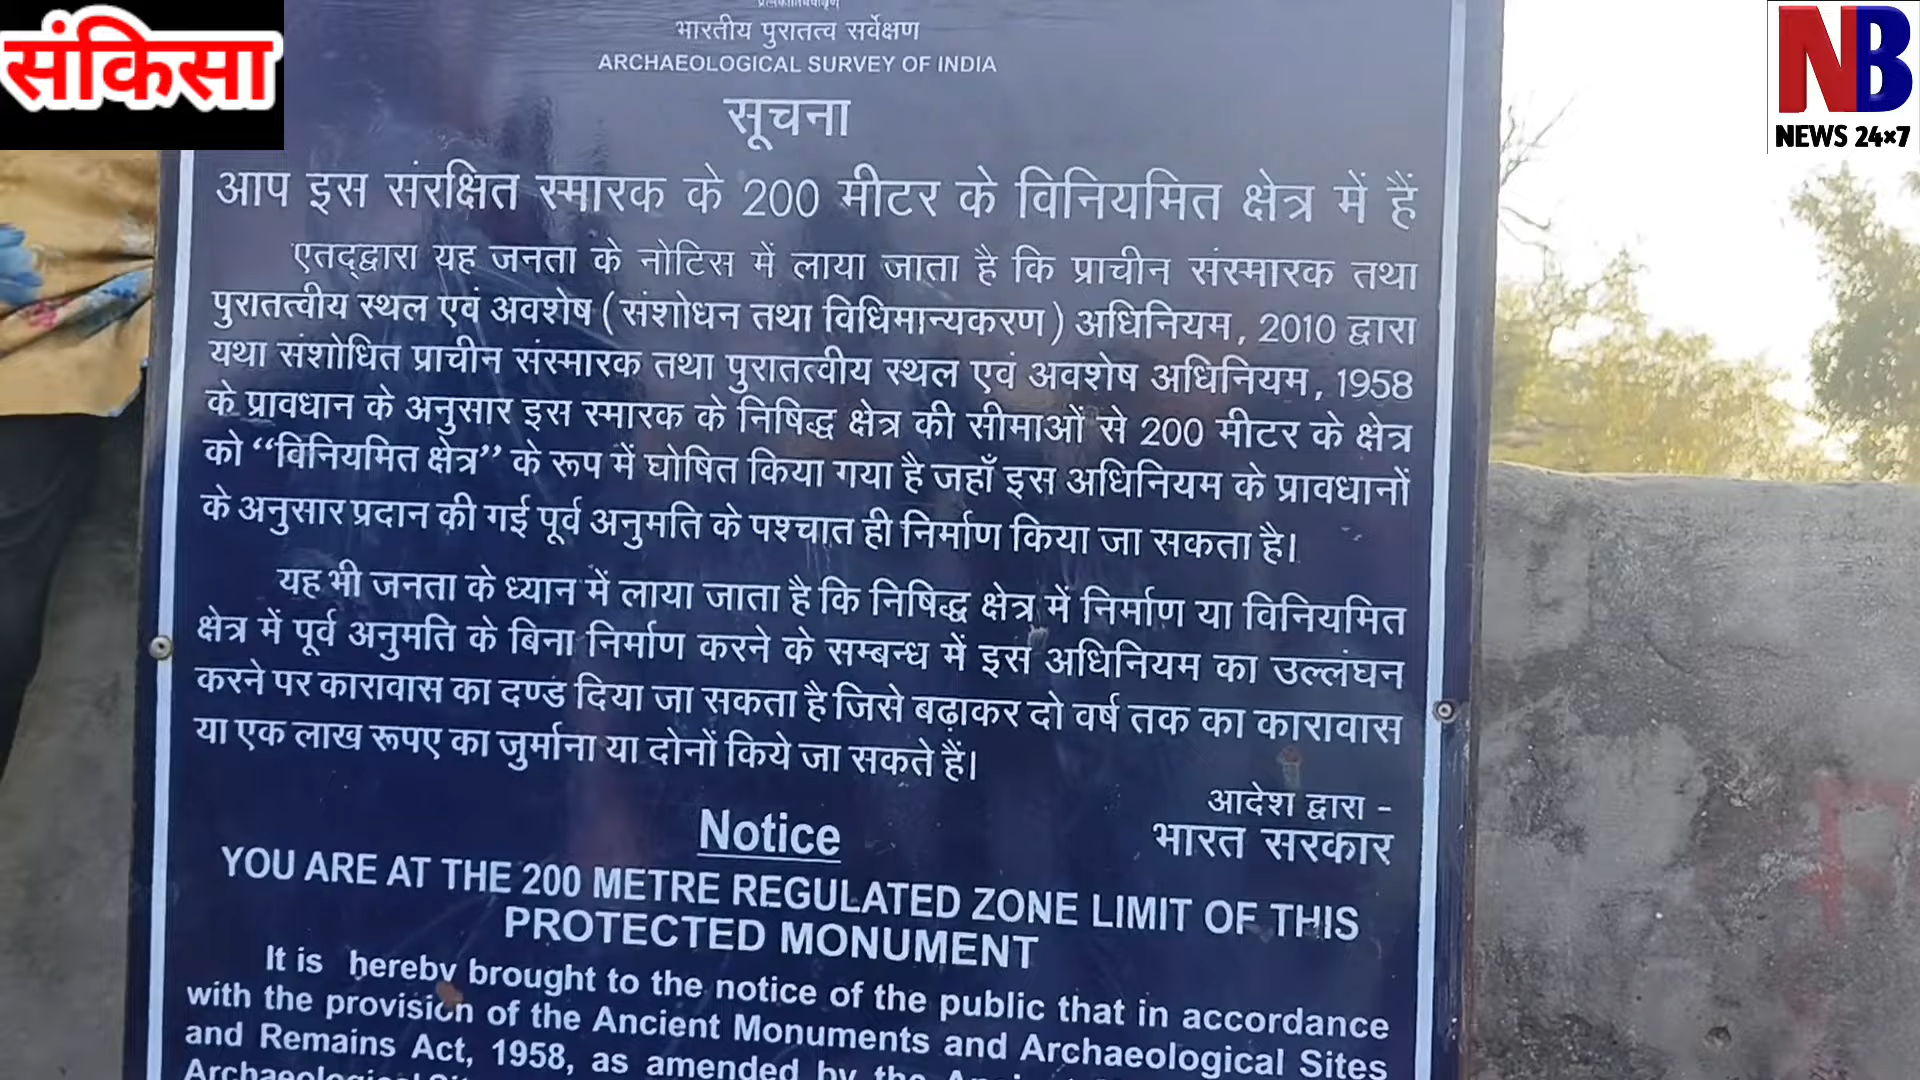 संकिसा
NB
NEWS 24×7
भारतीय पुरातत्व सर्वेक्षण
ARCHAEOLOGICAL SURVEY OF INDIA
सूचना
आप इस संरक्षित स्मारक के 200 मीटर के विनियमित क्षेत्र में हैं
एतद्द्वारा यह जनता के नोटिस में लाया जाता है कि प्राचीन संस्मारक तथा
पुरातत्वीय स्थल एवं अवशेष (संशोधन तथा विधिमान्यकरण) अधिनियम, 2010 द्वारा
यथा संशोधित प्राचीन संस्मारक तथा पुरातत्वीय स्थल एवं अवशेष अधिनियम, 1958
के प्रावधान के अनुसार इस स्मारक के निषिद्ध क्षेत्र की सीमाओं से 200 मीटर के क्षेत्र
को “विनियमित क्षेत्र” के रूप में घोषित किया गया है जहाँ इस अधिनियम के प्रावधानों
के अनुसार प्रदान की गई पूर्व अनुमति के पश्चात ही निर्माण किया जा सकता है।
यह भी जनता के ध्यान में लाया जाता है कि निषिद्ध क्षेत्र में निर्माण या विनियमित
क्षेत्र में पूर्व अनुमति के बिना निर्माण करने के सम्बन्ध में इस अधिनियम का उल्लंघन
करने पर कारावास का दण्ड दिया जा सकता है जिसे बढ़ाकर दो वर्ष तक का कारावास
या एक लाख रूपए का जुर्माना या दोनों किये जा सकते हैं।
आदेश द्वारा -
भारत सरकार
Notice
YOU ARE AT THE 200 METRE REGULATED ZONE LIMIT OF THIS
PROTECTED MONUMENT
It is hereby brought to the notice of the public that in accordance
with the provision of the Ancient Monuments and Archaeological Sites
and Remains Act, 1958, as amended by the